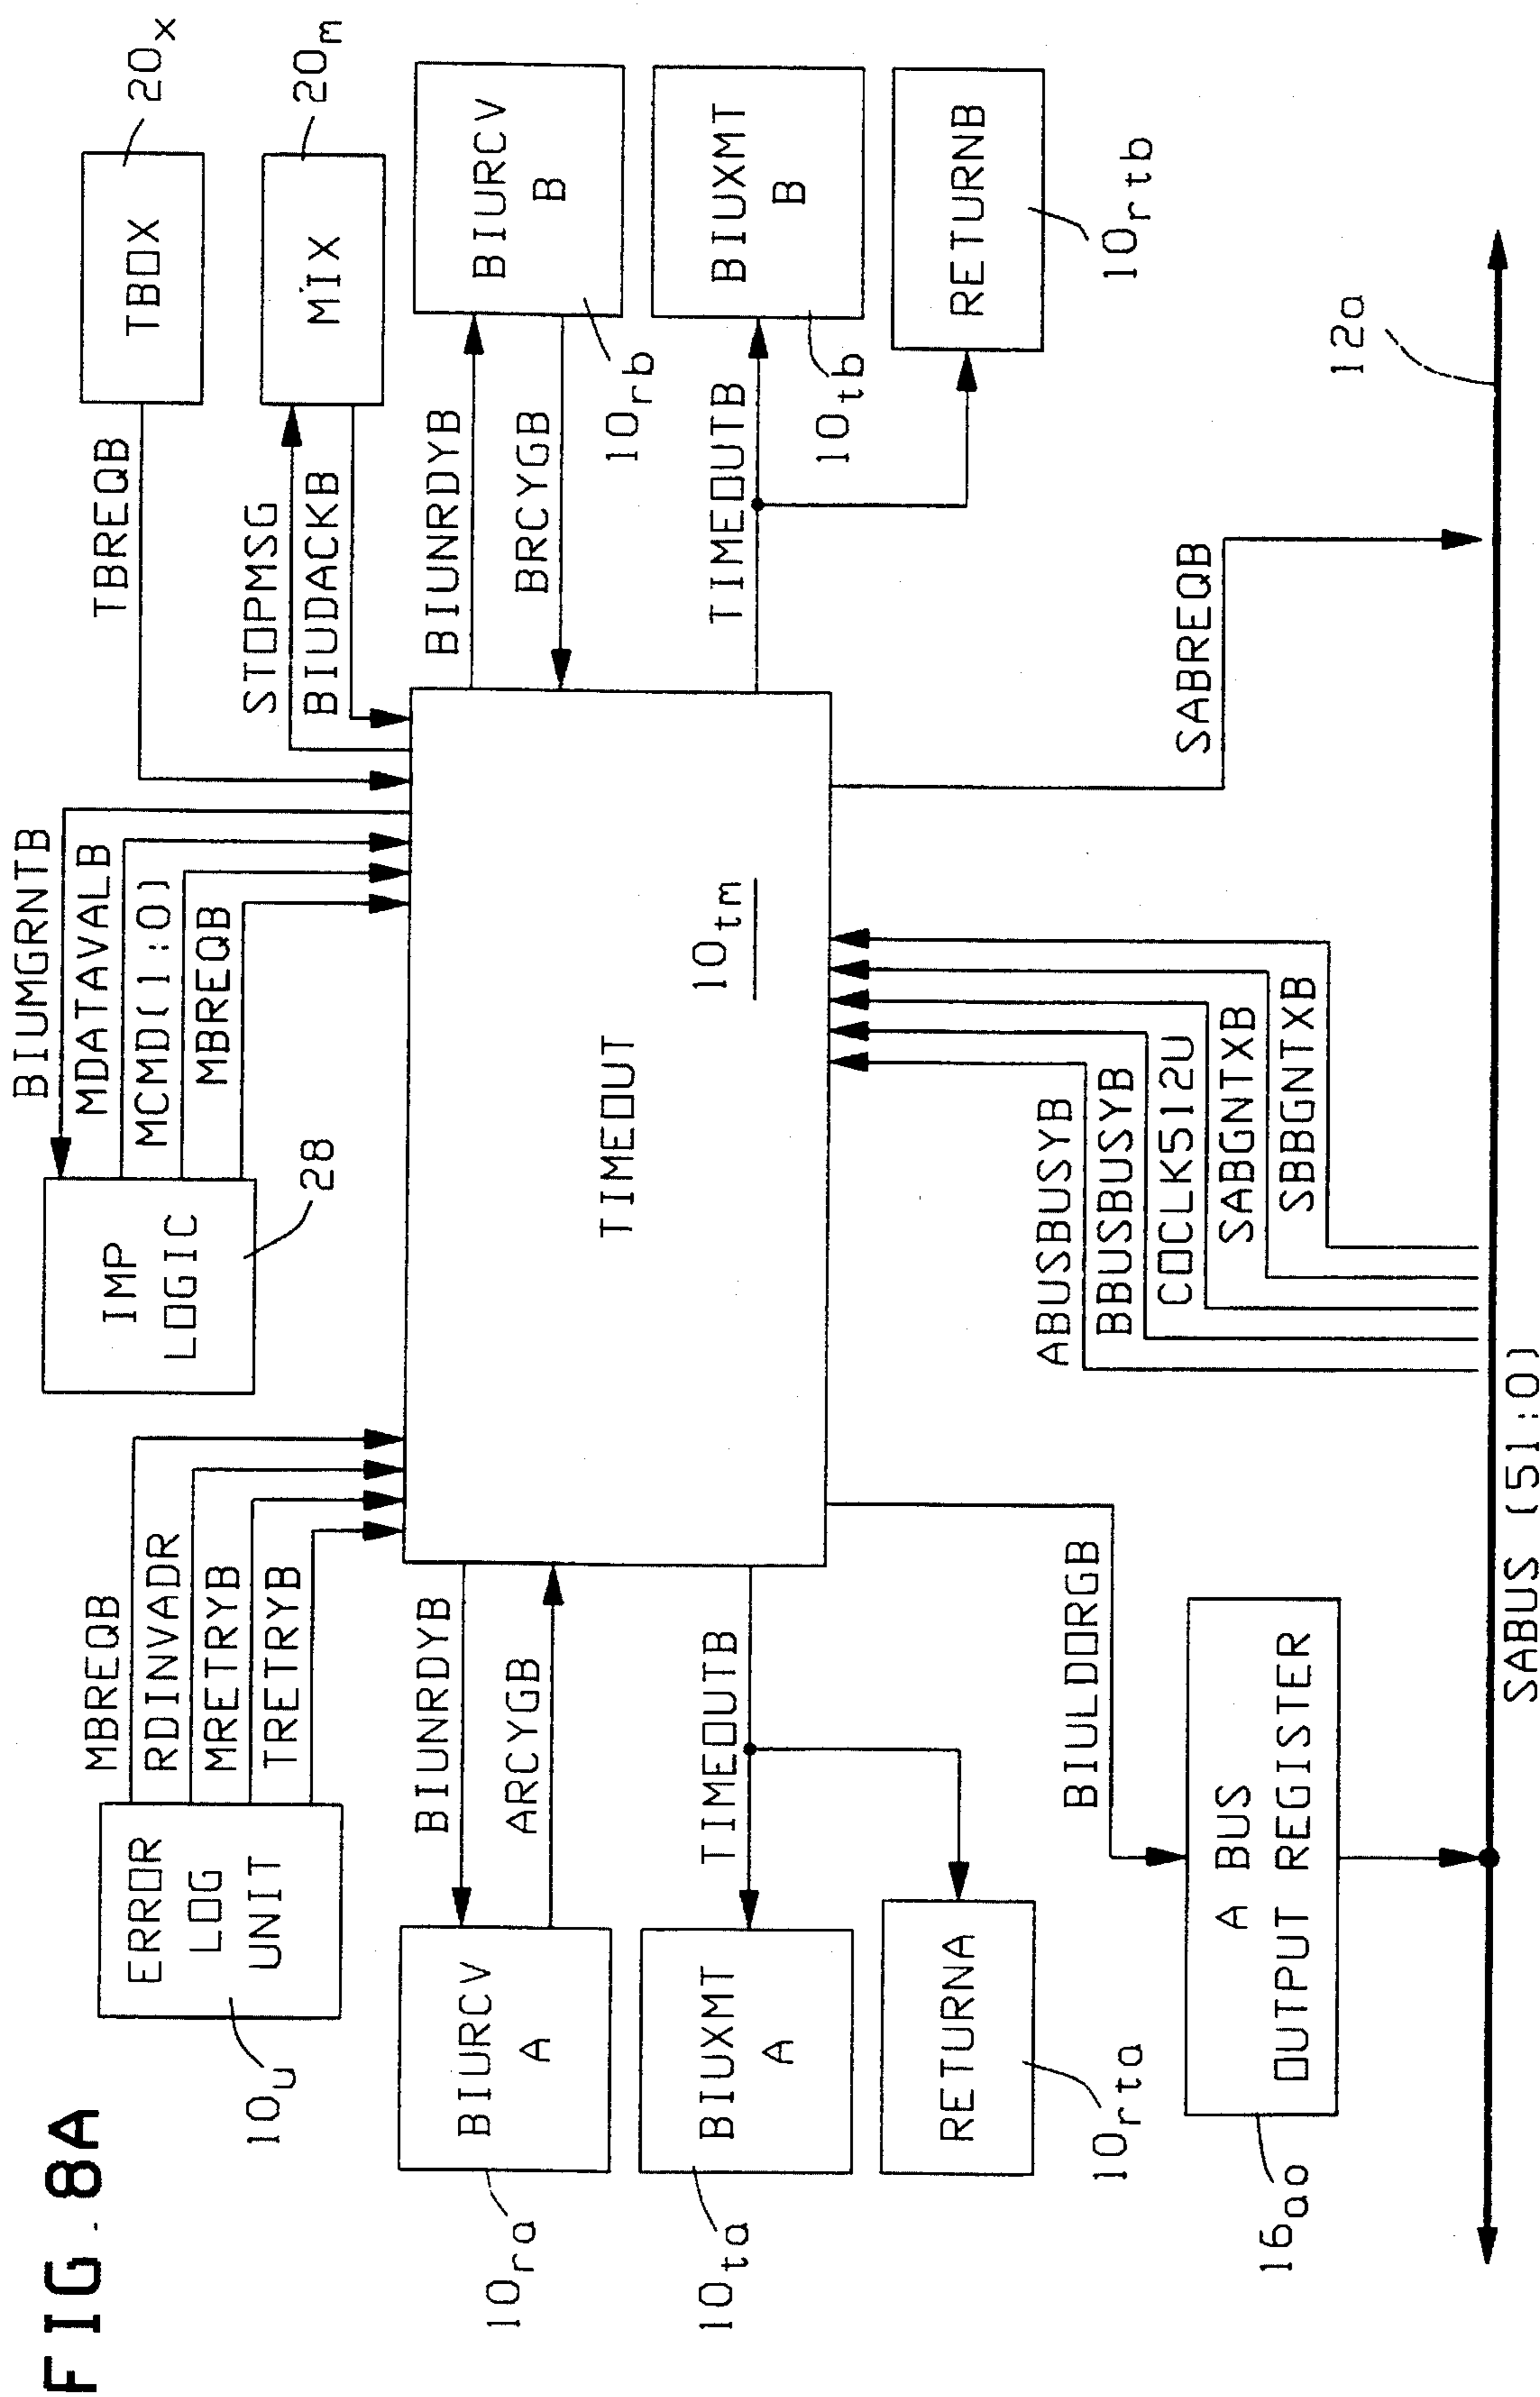 FIG. 8A
ERROR
LOG
UNIT
10u
MBREQB
RDINVADR
MRETRYB
TRETRYB
IMP
LOGIC
28
BIUMGRNTB
MDATAVALB
MCMD(1:0)
MBREQB
TBOX
20x
TBREQB
MIX
20m
STOPMSG
BIUDACKB
BIURCV
A
10ra
BIUNRDYB
ARCYGB
BIUXMT
A
10ta
TIMEOUTB
RETURNA
10rta
TIMEOUT
10tm
BIUNRDYB
BRCYGB
BIURCV
B
10rb
TIMEOUTB
BIUXMT
B
10tb
RETURNB
10rtb
BIULDORGB
A BUS
OUTPUT REGISTER
16ao
ABUSBUSYB
BBUSBUSYB
COCLK512U
SABGNTXB
SBBGNTXB
SABREQB
12a
SABUS (51:0)